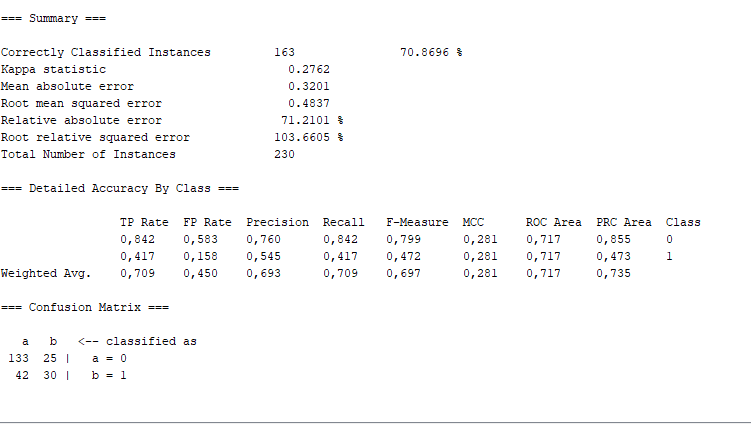 === Summary ===
Correctly Classified Instances 163 70.8696 %
Kappa statistic 0.2762
Mean absolute error 0.3201
Root mean squared error 0.4837
Relative absolute error 71.2101 %
Root relative squared error 103.6605 %
Total Number of Instances 230
=== Detailed Accuracy By Class ===
TP Rate FP Rate Precision Recall F-Measure MCC ROC Area PRC Area Class
0,842 0,583 0,760 0,842 0,799 0,281 0,717 0,855 0
0,417 0,158 0,545 0,417 0,472 0,281 0,717 0,473 1
Weighted Avg. 0,709 0,450 0,693 0,709 0,697 0,281 0,717 0,735
=== Confusion Matrix ===
a b <-- classified as
133 25 | a = 0
42 30 | b = 1